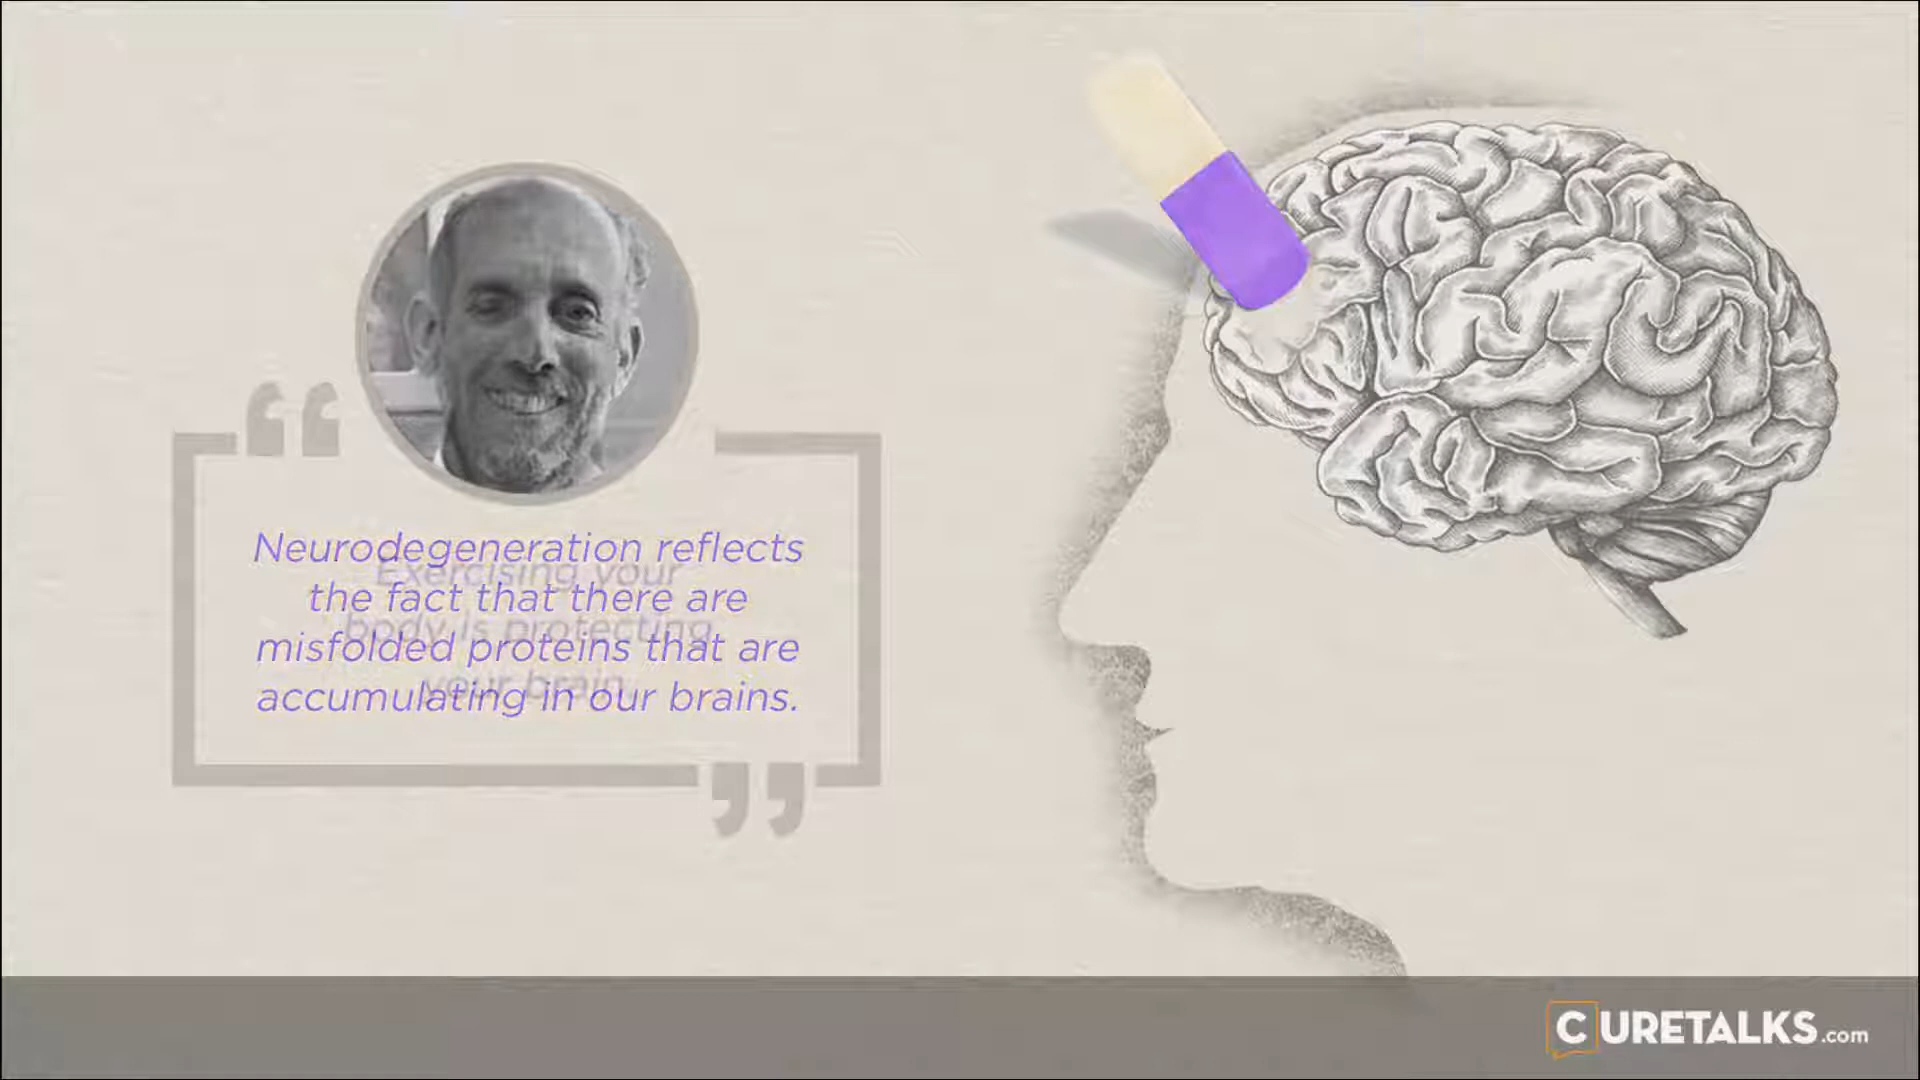 Neurodegeneration reflects
the fact that there are
misfolded proteins that are
accumulating in our brains.
Exercising your
body is protecting
your brain.
CURETALKS.com